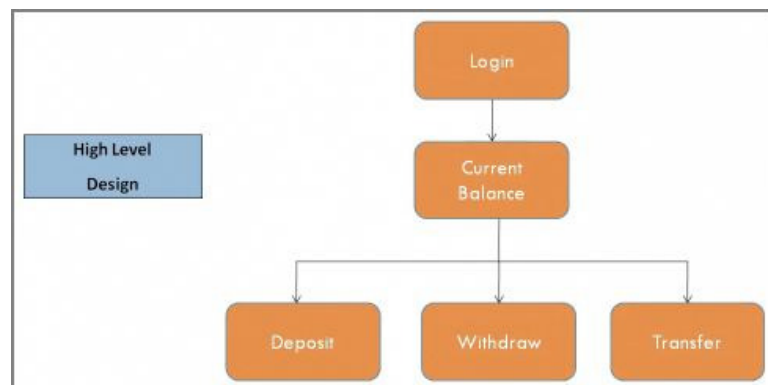 Login
High Level
Design
Current
Balance
Deposit
Withdraw
Transfer